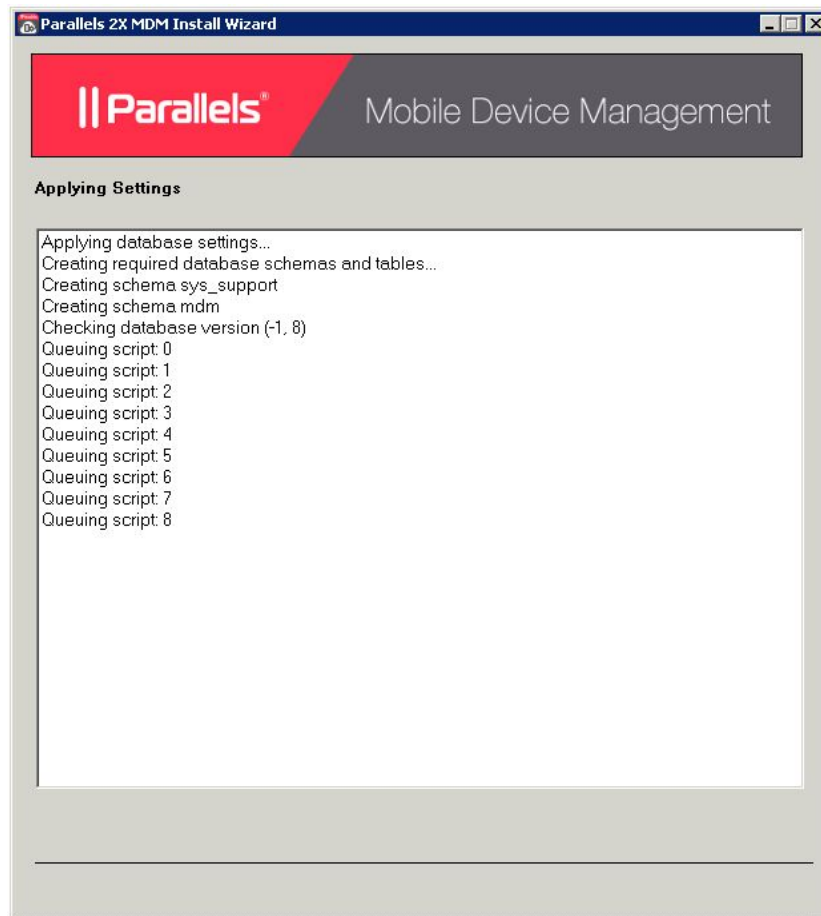 Parallels 2X MDM Install Wizard
Parallels® Mobile Device Management
Applying Settings
Applying database settings...
Creating required database schemas and tables...
Creating schema sys_support
Creating schema mdm
Checking database version (-1, 8)
Queuing script: 0
Queuing script: 1
Queuing script: 2
Queuing script: 3
Queuing script: 4
Queuing script: 5
Queuing script: 6
Queuing script: 7
Queuing script: 8